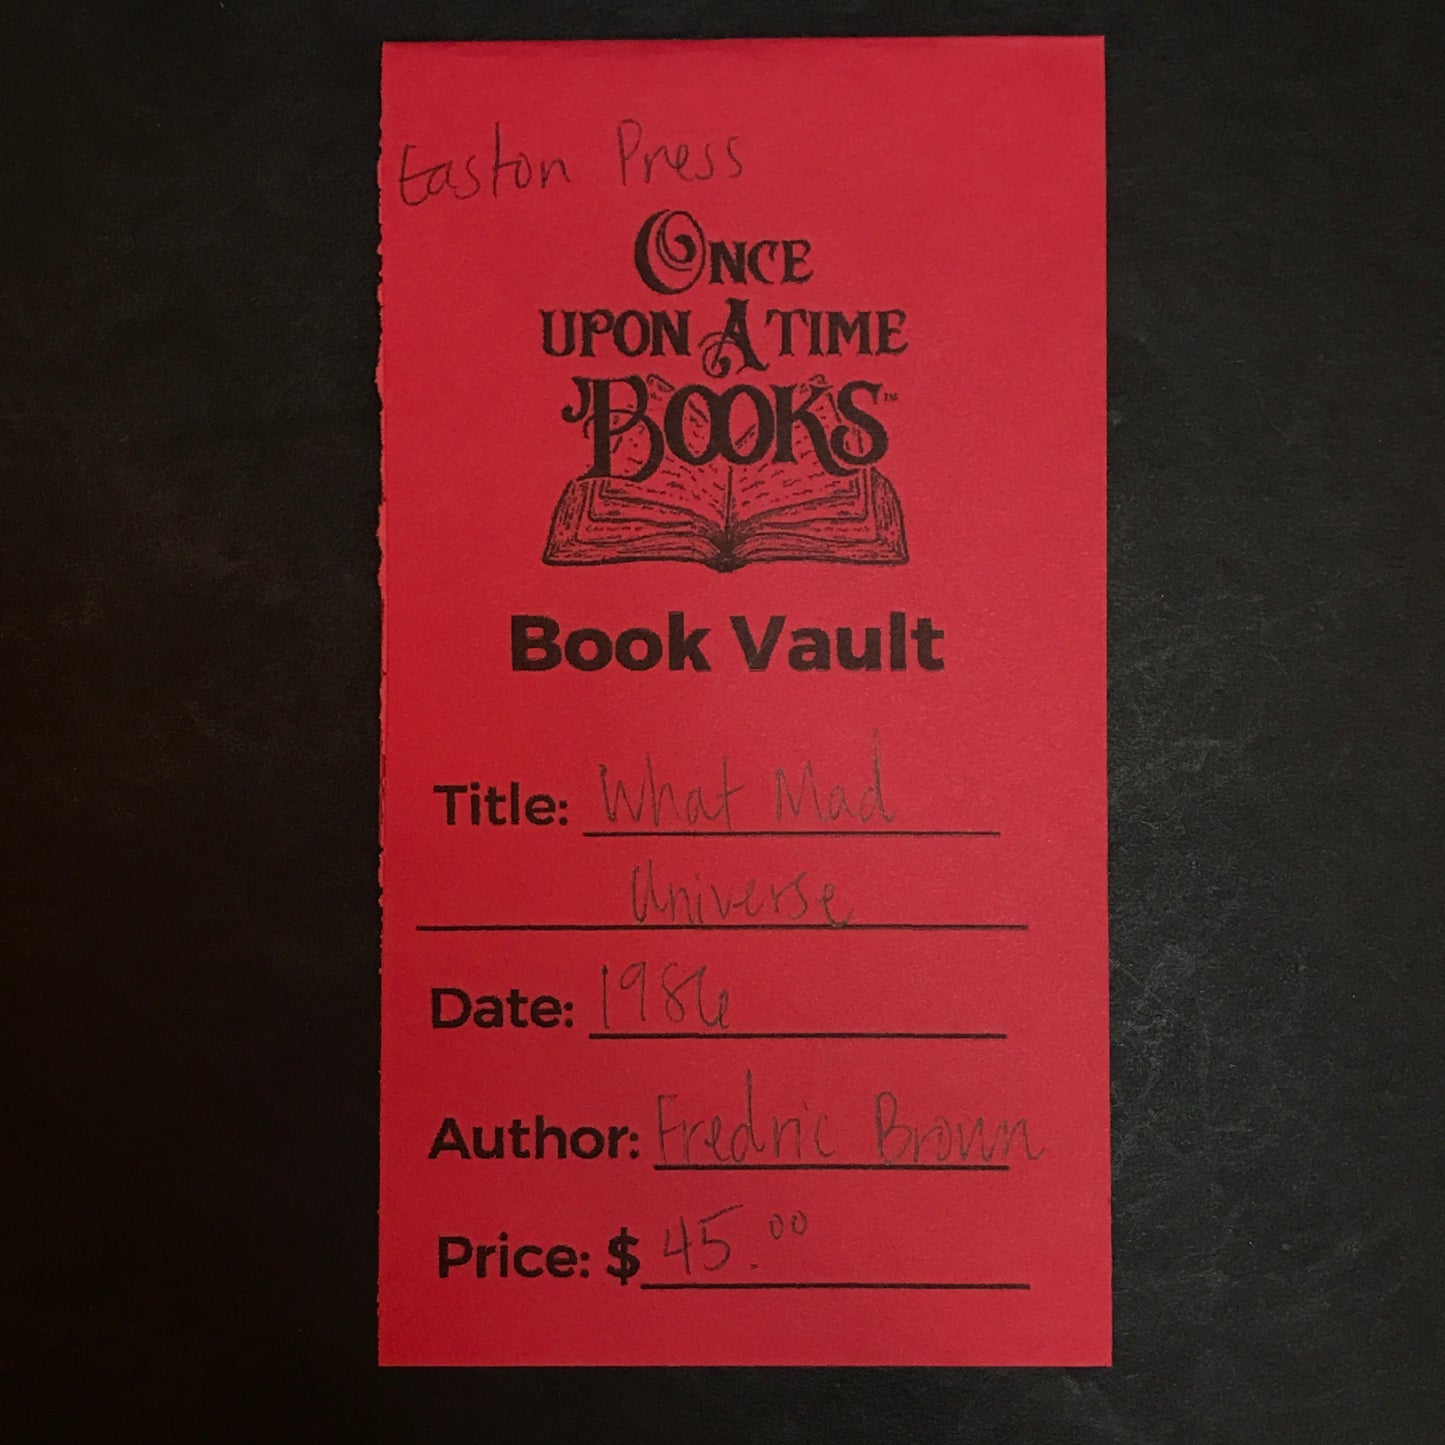 Easton Press
ONCE
UPON A TIME
BOOKS™
Book Vault
Title: What Mad
Universe
Date: 1986
Author: Fredric Brown
Price: $45.00